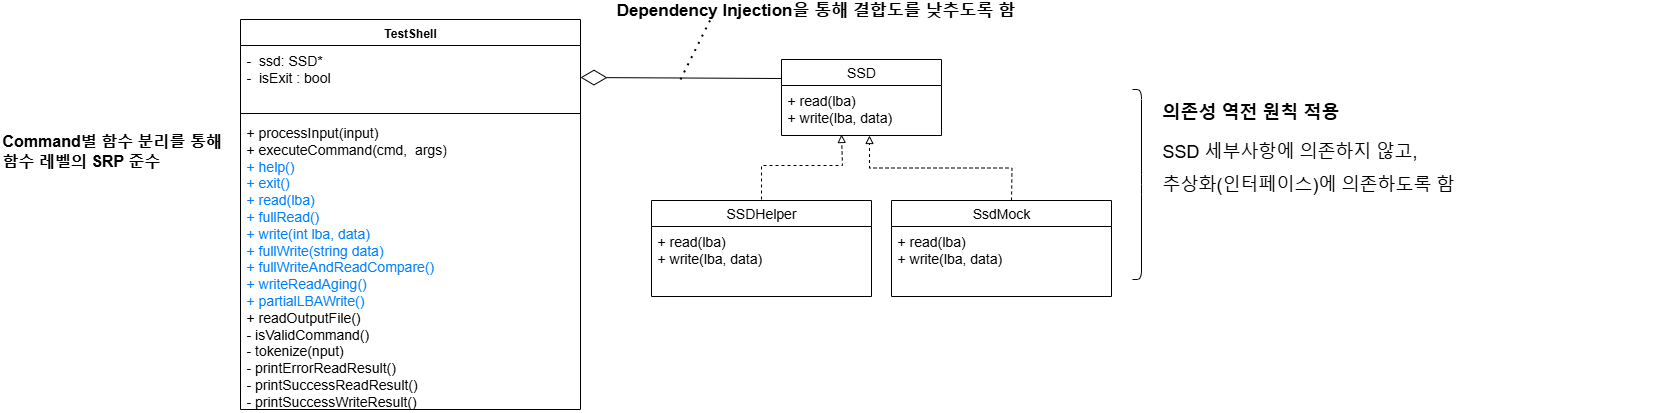 Dependency Injection을 통해 결합도를 낮추도록 함
TestShell
- ssd: SSD*
- isExit : bool
+ processInput(input)
+ executeCommand(cmd, args)
+ help()
+ exit()
+ read(lba)
+ fullRead()
+ write(int lba, data)
+ fullWrite(string data)
+ fullWriteAndReadCompare()
+ writeReadAging()
+ partialLBAWrite()
+ readOutputFile()
- isValidCommand()
- tokenize(nput)
- printErrorReadResult()
- printSuccessReadResult()
- printSuccessWriteResult()
Command별 함수 분리를 통해
함수 레벨의 SRP 준수
SSD
+ read(lba)
+ write(lba, data)
SSDHelper
+ read(lba)
+ write(lba, data)
SsdMock
+ read(lba)
+ write(lba, data)
의존성 역전 원칙 적용
SSD 세부사항에 의존하지 않고,
추상화(인터페이스)에 의존하도록 함